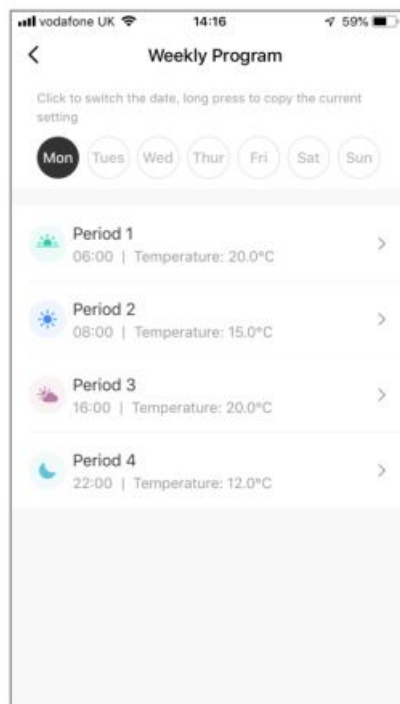 vodafone UK 14:16 59%
Weekly Program
Click to switch the date, long press to copy the current
setting
Mon Tues Wed Thur Fri Sat Sun
Period 1
06:00 | Temperature: 20.0°C
Period 2
08:00 | Temperature: 15.0°C
Period 3
16:00 | Temperature: 20.0°C
Period 4
22:00 | Temperature: 12.0°C